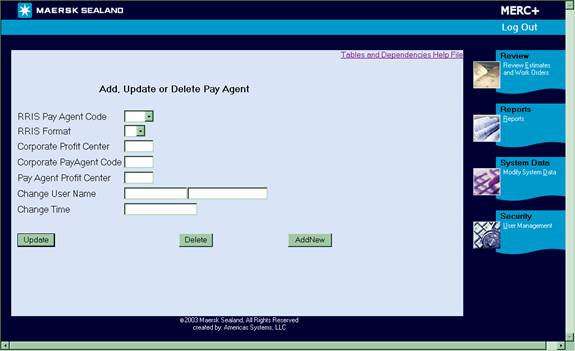 MAERSK SEALAND
MERC+
Log Out
Tables and Dependencies Help File
Add, Update or Delete Pay Agent
RRIS Pay Agent Code
RRIS Format
Corporate Profit Center
Corporate PayAgent Code
Pay Agent Profit Center
Change User Name
Change Time
Update
Delete
AddNew
Review
Review Estimates
and Work Orders
Reports
Reports
System Data
Modify System Data
Security
User Management
©2003 Maersk Sealand, All Rights Reserved
created by: Americas Systems, LLC